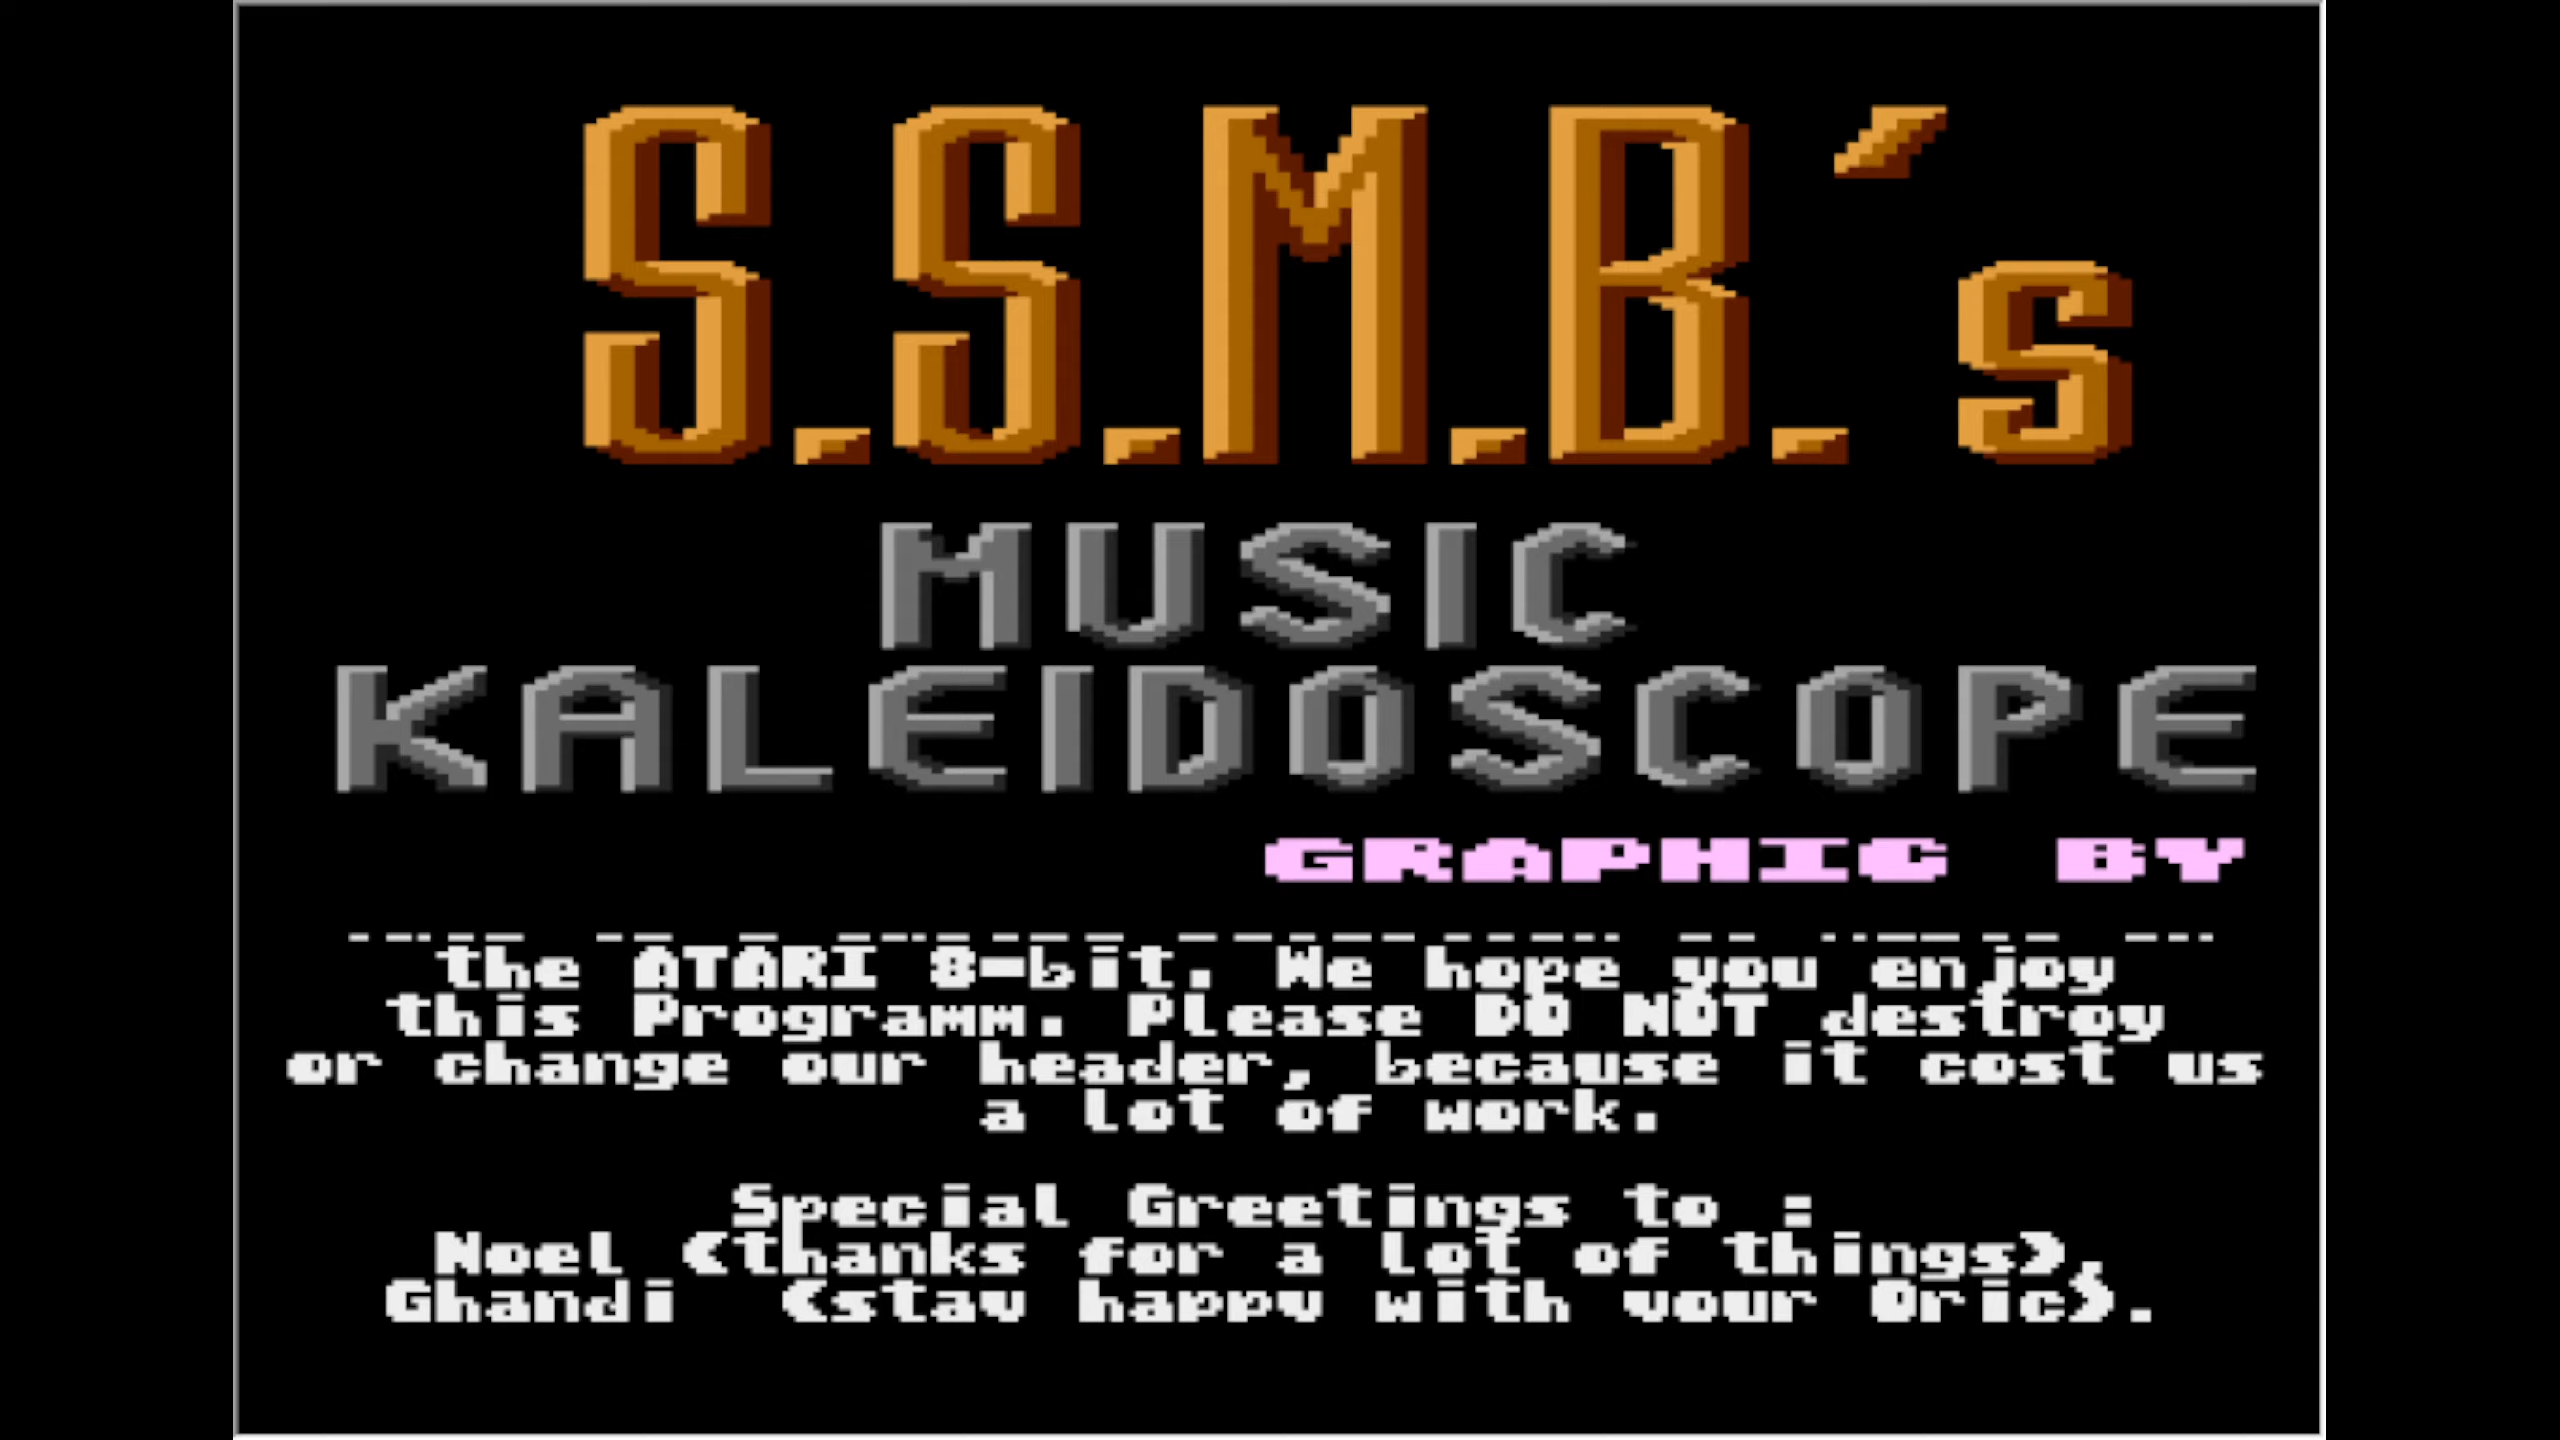 S.S.M.B.´s
MUSIC
KALEIDOSCOPE
GRAPHIC BY
the ATARI 8-bit. We hope you enjoy
this Programm. Please DO NOT destroy
or change our header, because it cost us
a lot of work.
Special Greetings to :
Noel (thanks for a lot of things),
Ghandi (stay happy with your Oric).